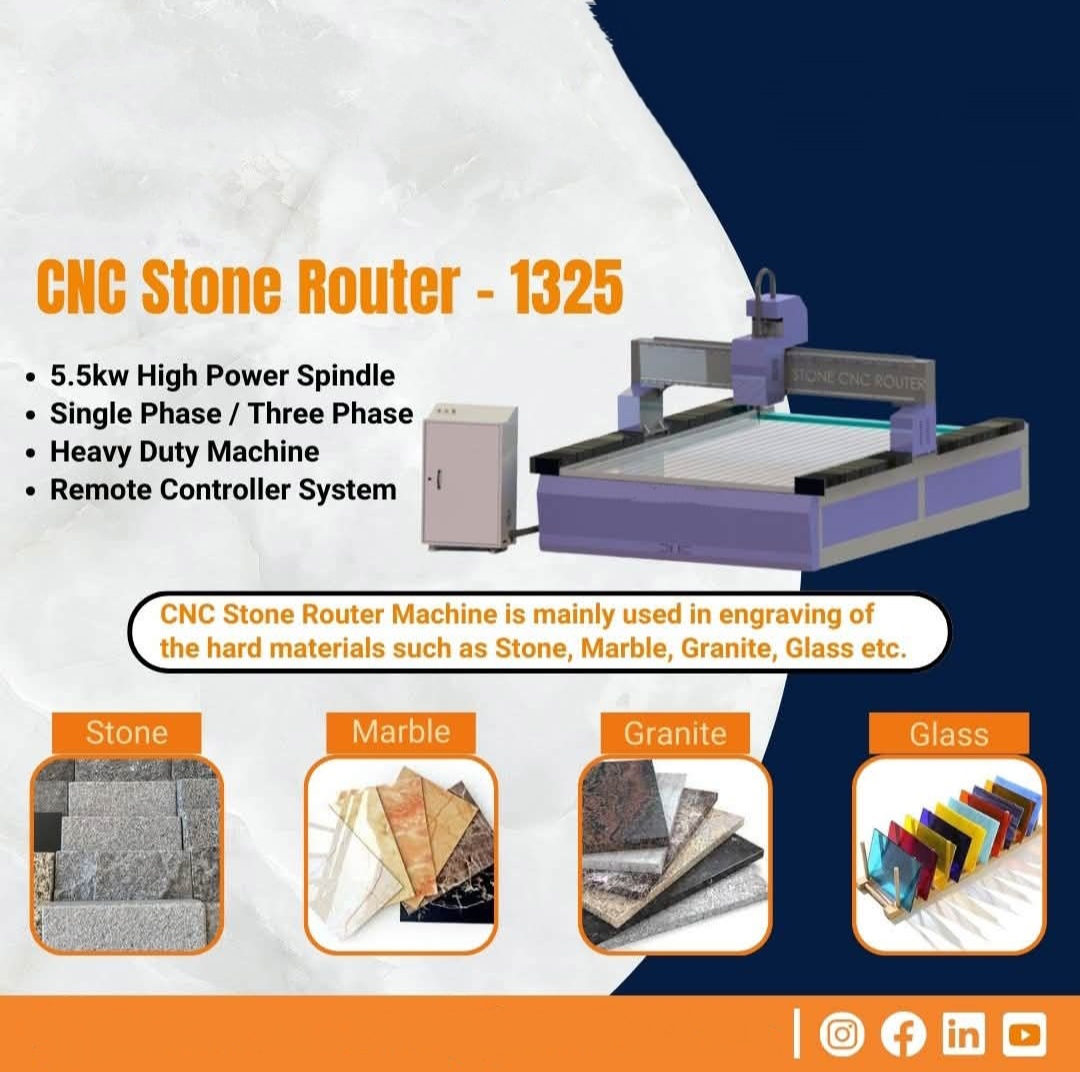 CNC Stone Router - 1325
• 5.5kw High Power Spindle
• Single Phase / Three Phase
• Heavy Duty Machine
• Remote Controller System
STONE CNC ROUTER
CNC Stone Router Machine is mainly used in engraving of
the hard materials such as Stone, Marble, Granite, Glass etc.
Stone
Marble
Granite
Glass